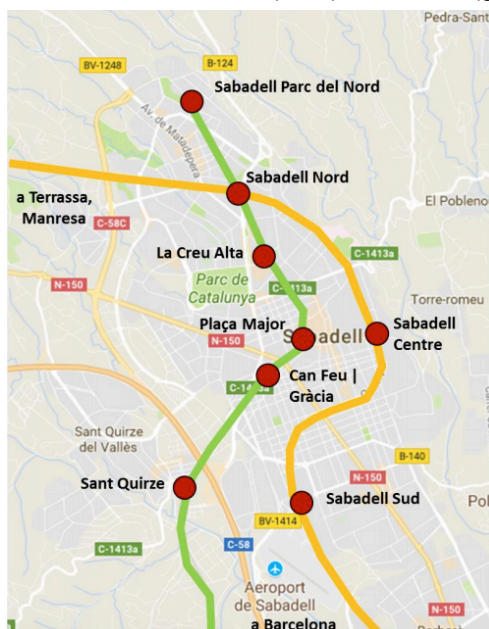 Pedra-Sant
BV-1248
B-124
Sabadell Parc del Nord
Av. de Matadepera
Sabadell Nord
a Terrassa,
Manresa
C-58C
El Poblenou
La Creu Alta
C-1413a
N-150
Parc de
Catalunya
C-1413a
Torre-romeu
Plaça Major
N-150
Sabadell
Sabadell
Centre
Can Feu |
Gràcia
C-1413a
Sant Quirze
del Vallès
B-140
N-150
Sant Quirze
Sabadell Sud
Pol
BV-1414
C-1413a
C-58
Aeroport
de Sabadell
N-150
a Barcelona